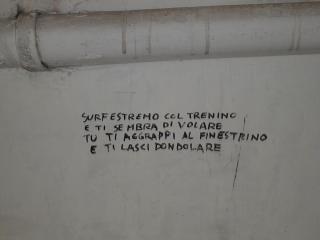 SURF ESTREMO COL TRENINO
E TI SEMBRA DI VOLARE
TU TI AGGRAPPI AL FINESTRINO
E TI LASCI DONDOLARE